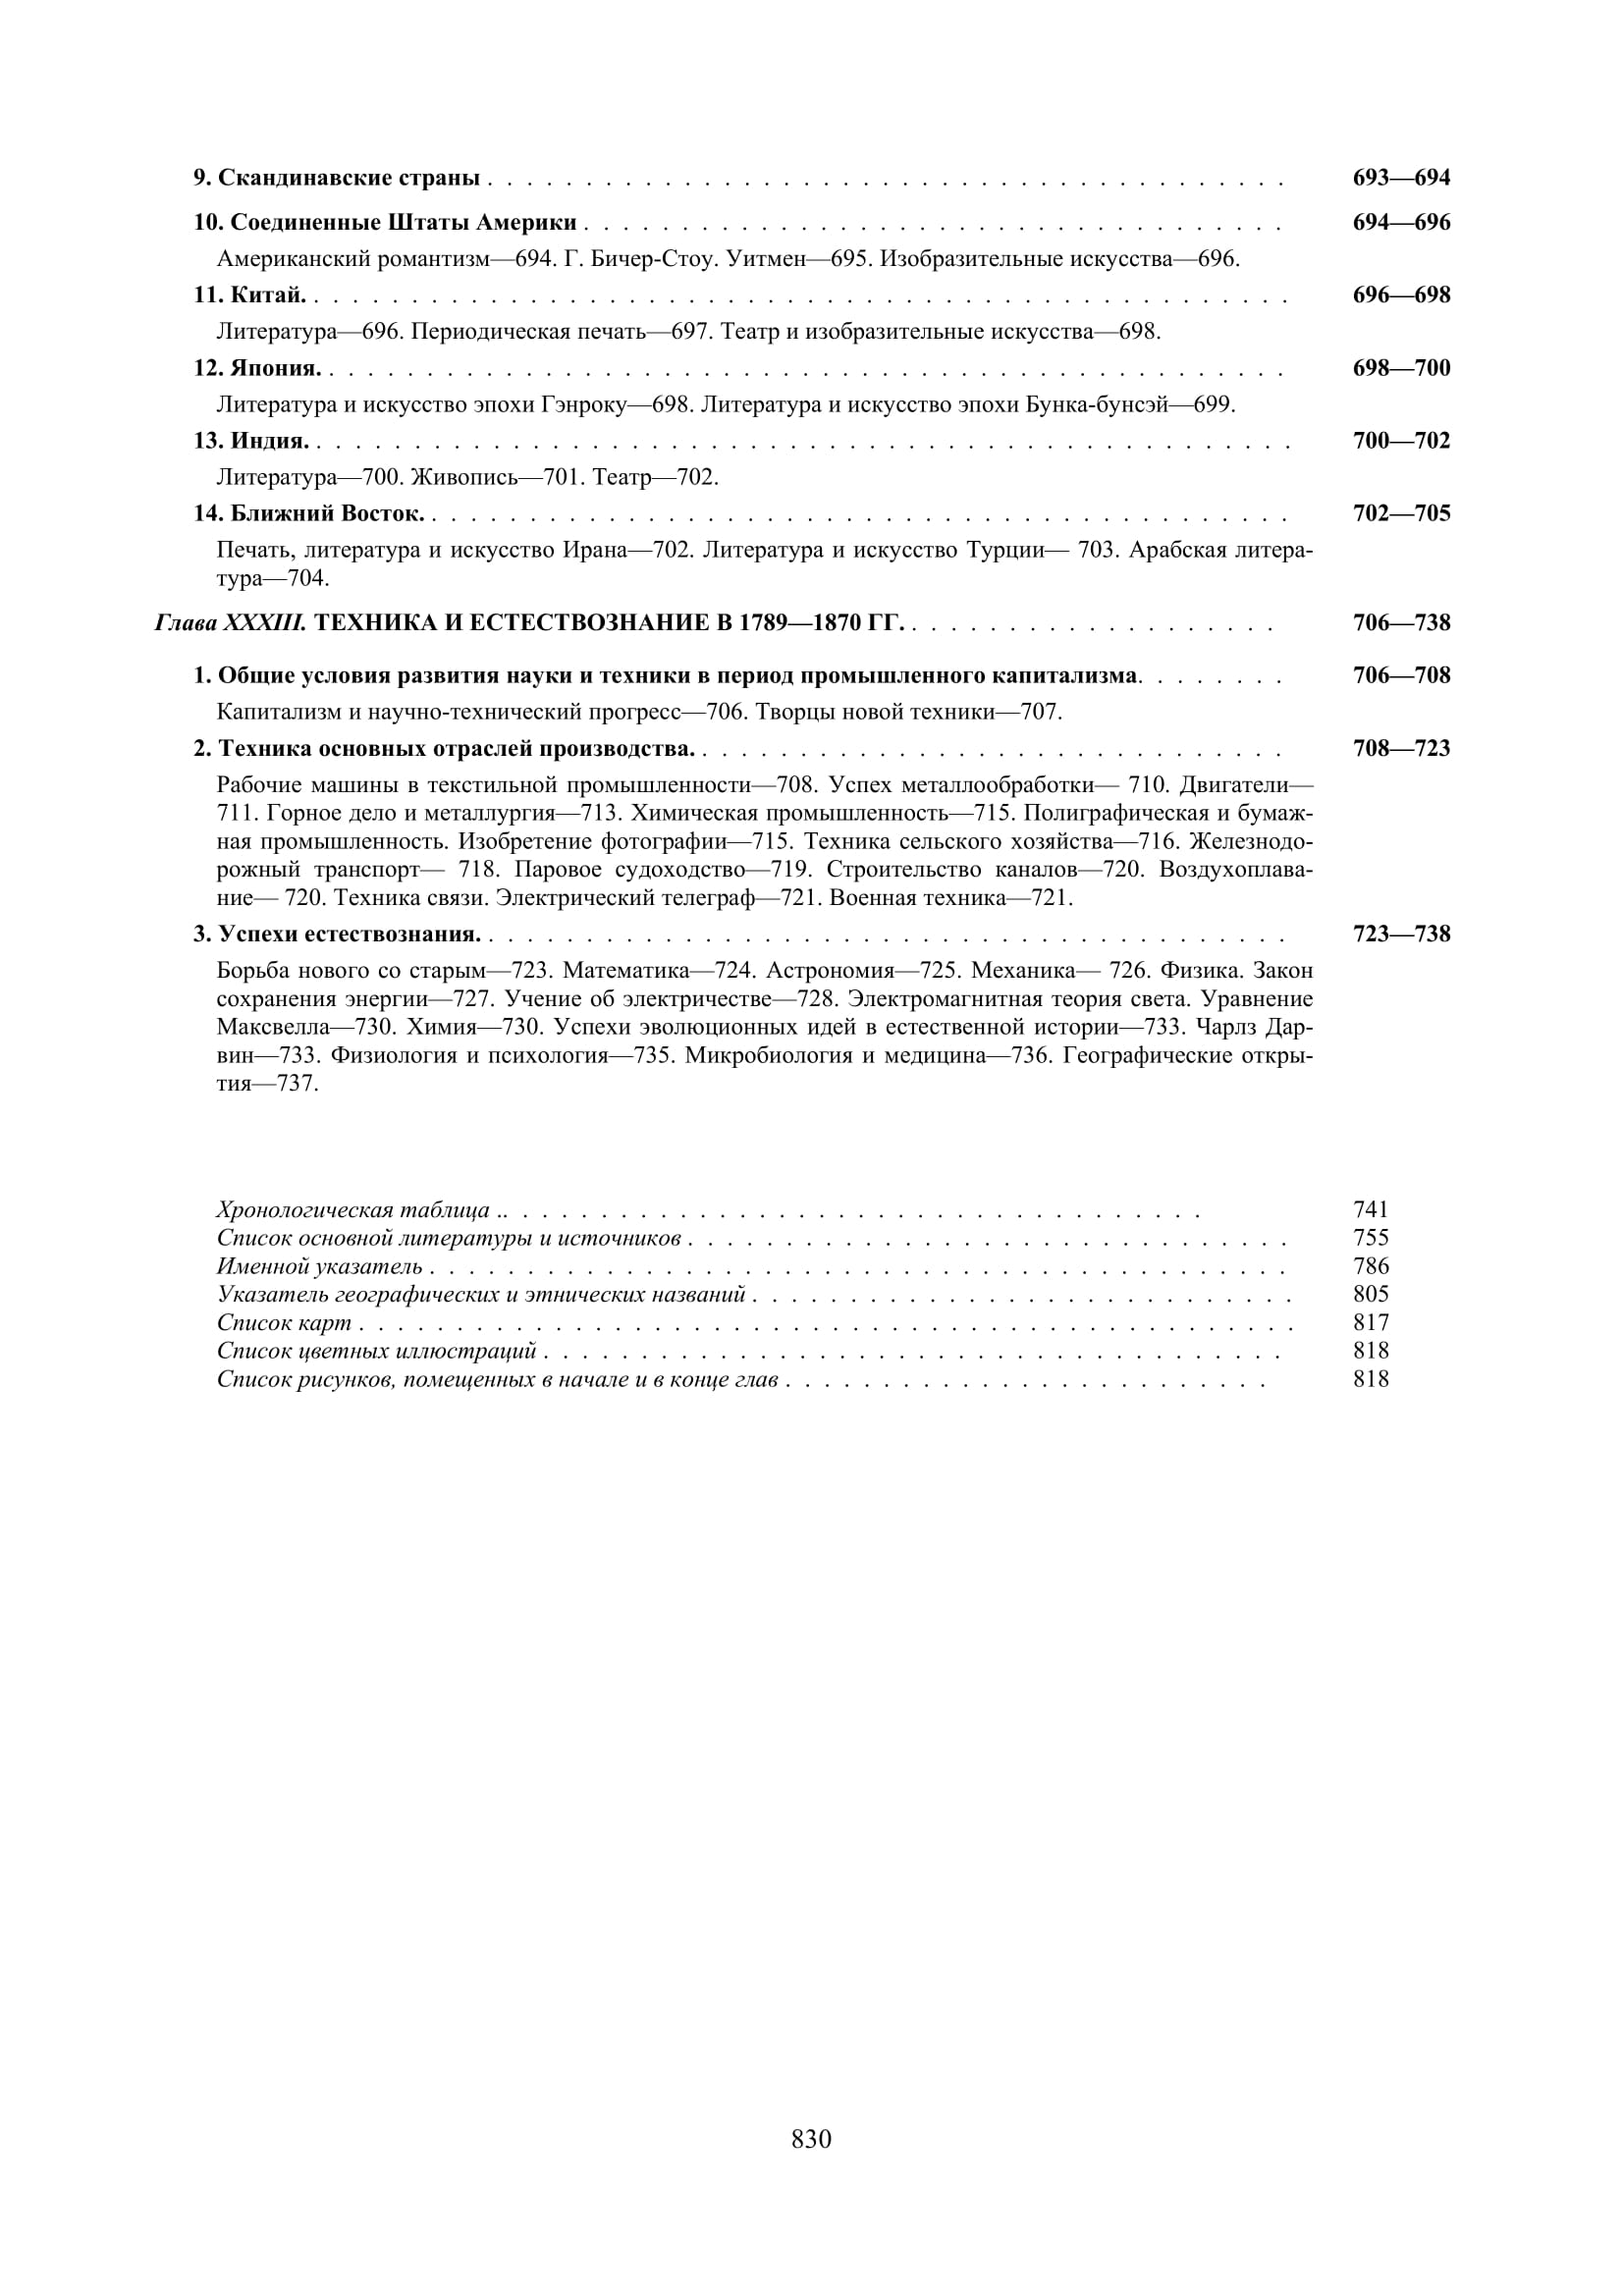 9. Скандинавские страны . . . . . . . . . . . . . . . . . . . . . . . . . . . . . . . . . . . . . . . . . 693—694
10. Соединенные Штаты Америки . . . . . . . . . . . . . . . . . . . . . . . . . . . . . . . . . . . . 694—696
Американский романтизм—694. Г. Бичер-Стоу. Уитмен—695. Изобразительные искусства—696.
11. Китай. . . . . . . . . . . . . . . . . . . . . . . . . . . . . . . . . . . . . . . . . . . . . . . . . . . 696—698
Литература—696. Периодическая печать—697. Театр и изобразительные искусства—698.
12. Япония. . . . . . . . . . . . . . . . . . . . . . . . . . . . . . . . . . . . . . . . . . . . . . . . . . 698—700
Литература и искусство эпохи Гэнроку—698. Литература и искусство эпохи Бунка-бунсэй—699.
13. Индия. . . . . . . . . . . . . . . . . . . . . . . . . . . . . . . . . . . . . . . . . . . . . . . . . . . 700—702
Литература—700. Живопись—701. Театр—702.
14. Ближний Восток. . . . . . . . . . . . . . . . . . . . . . . . . . . . . . . . . . . . . . . . . . . . . 702—705
Печать, литература и искусство Ирана—702. Литература и искусство Турции— 703. Арабская литера-
тура—704.
Глава XXXIII. ТЕХНИКА И ЕСТЕСТВОЗНАНИЕ В 1789—1870 ГГ. . . . . . . . . . . . . . . . . . . . 706—738
1. Общие условия развития науки и техники в период промышленного капитализма. . . . . . . . . 706—708
Капитализм и научно-технический прогресс—706. Творцы новой техники—707.
2. Техника основных отраслей производства. . . . . . . . . . . . . . . . . . . . . . . . . . . . . . . 708—723
Рабочие машины в текстильной промышленности—708. Успех металлообработки— 710. Двигатели—
711. Горное дело и металлургия—713. Химическая промышленность—715. Полиграфическая и бумаж-
ная промышленность. Изобретение фотографии—715. Техника сельского хозяйства—716. Железнодо-
рожный транспорт— 718. Паровое судоходство—719. Строительство каналов—720. Воздухоплава-
ние— 720. Техника связи. Электрический телеграф—721. Военная техника—721.
3. Успехи естествознания. . . . . . . . . . . . . . . . . . . . . . . . . . . . . . . . . . . . . . . . . . 723—738
Борьба нового со старым—723. Математика—724. Астрономия—725. Механика— 726. Физика. Закон
сохранения энергии—727. Учение об электричестве—728. Электромагнитная теория света. Уравнение
Максвелла—730. Химия—730. Успехи эволюционных идей в естественной истории—733. Чарлз Дар-
вин—733. Физиология и психология—735. Микробиология и медицина—736. Географические откры-
тия—737.
Хронологическая таблица .. . . . . . . . . . . . . . . . . . . . . . . . . . . . . . . . . . . . 741
Список основной литературы и источников . . . . . . . . . . . . . . . . . . . . . . . . . . . . . . . 755
Именной указатель . . . . . . . . . . . . . . . . . . . . . . . . . . . . . . . . . . . . . . . . . . . . 786
Указатель географических и этнических названий . . . . . . . . . . . . . . . . . . . . . . . . . . . . 805
Список карт . . . . . . . . . . . . . . . . . . . . . . . . . . . . . . . . . . . . . . . . . . . . . . . . 817
Список цветных иллюстраций . . . . . . . . . . . . . . . . . . . . . . . . . . . . . . . . . . . . . . 818
Список рисунков, помещенных в начале и в конце глав . . . . . . . . . . . . . . . . . . . . . . . . . 818
830